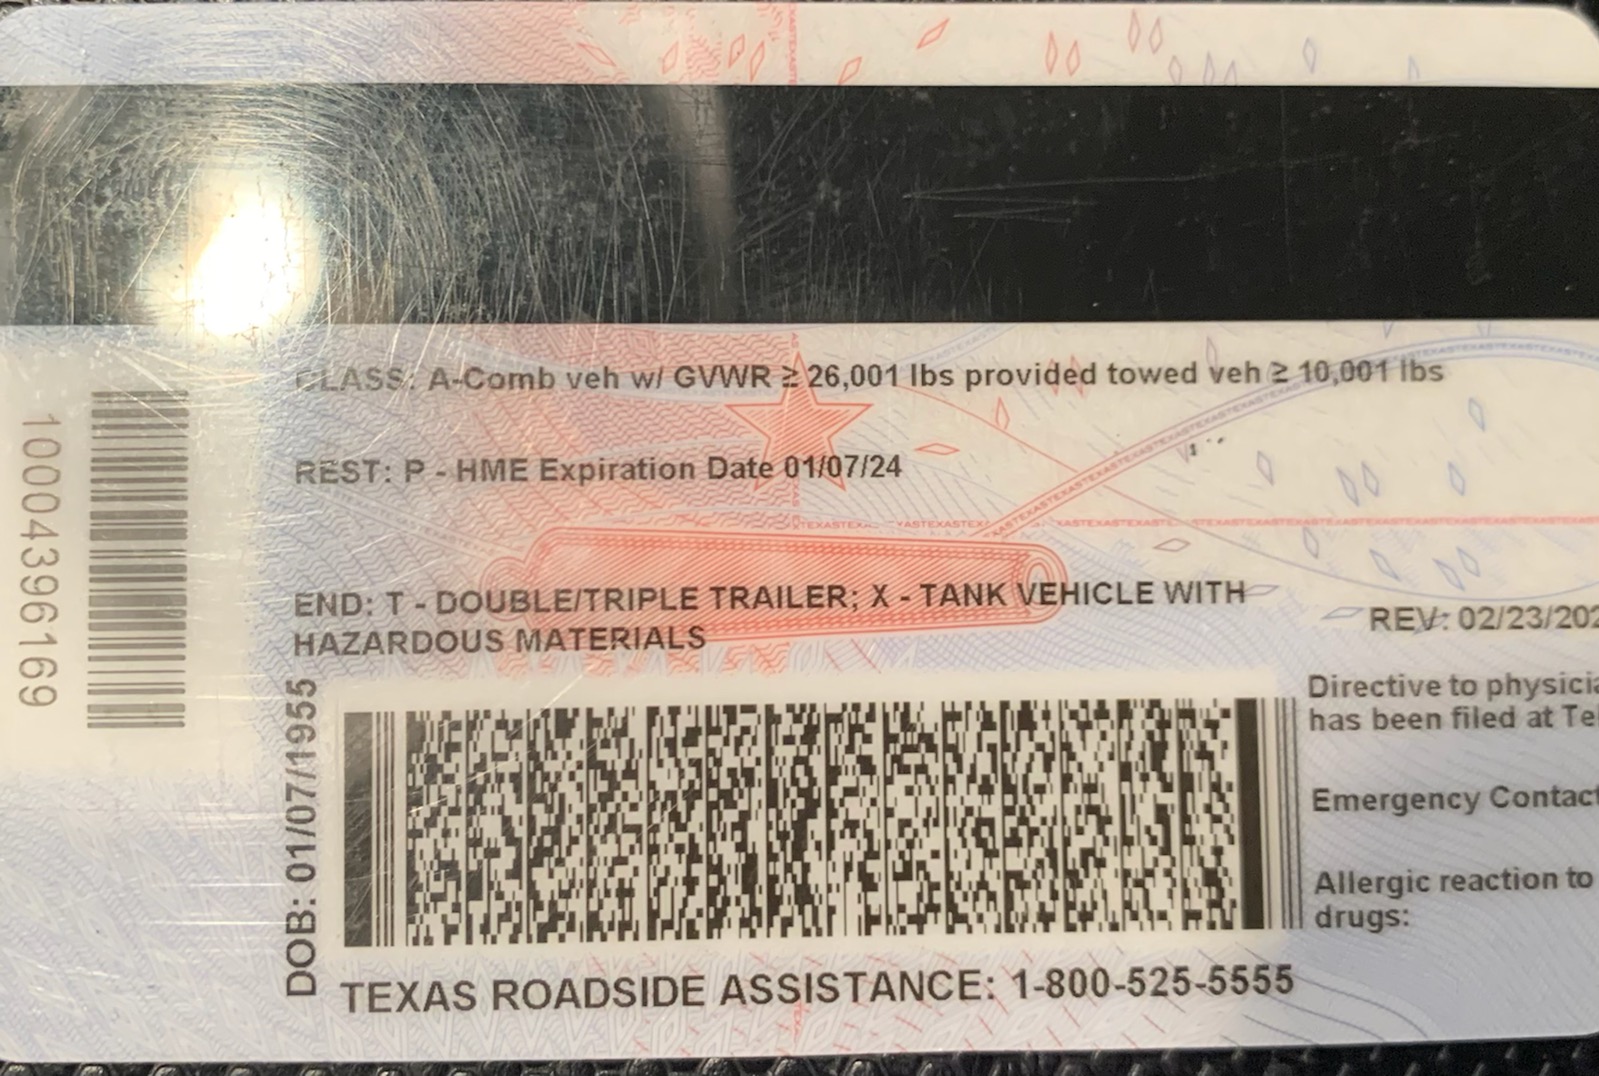 CLASS: A-Comb veh w/ GVWR ≥ 26,001 lbs provided towed veh ≥ 10,001 lbs
REST: P - HME Expiration Date 01/07/24
END: T - DOUBLE/TRIPLE TRAILER; X - TANK VEHICLE WITH
HAZARDOUS MATERIALS
REV: 02/23/202
Directive to physicia
has been filed at Te
Emergency Contact
Allergic reaction to
drugs:
10004396169
DOB: 01/07/1955
TEXAS ROADSIDE ASSISTANCE: 1-800-525-5555